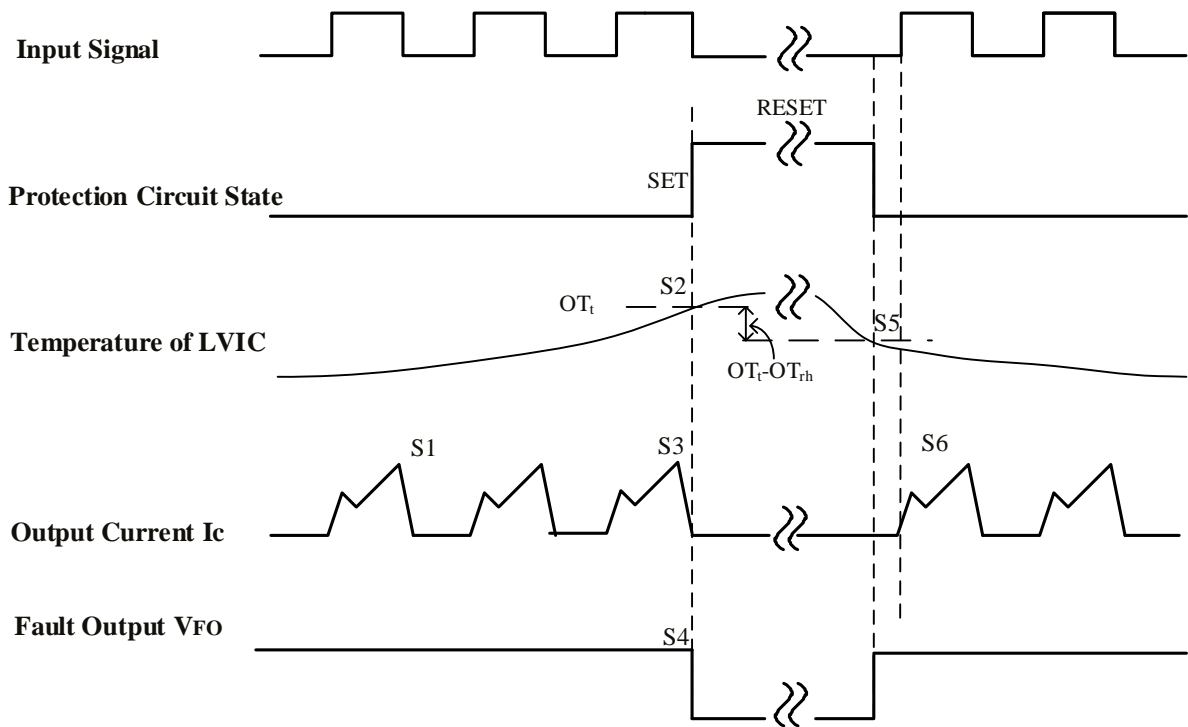 Input Signal
RESET
SET
Protection Circuit State
S2
OTt
S5
Temperature of LVIC
OTt-OTrh
S1
S3
S6
Output Current Ic
Fault Output VFO
S4